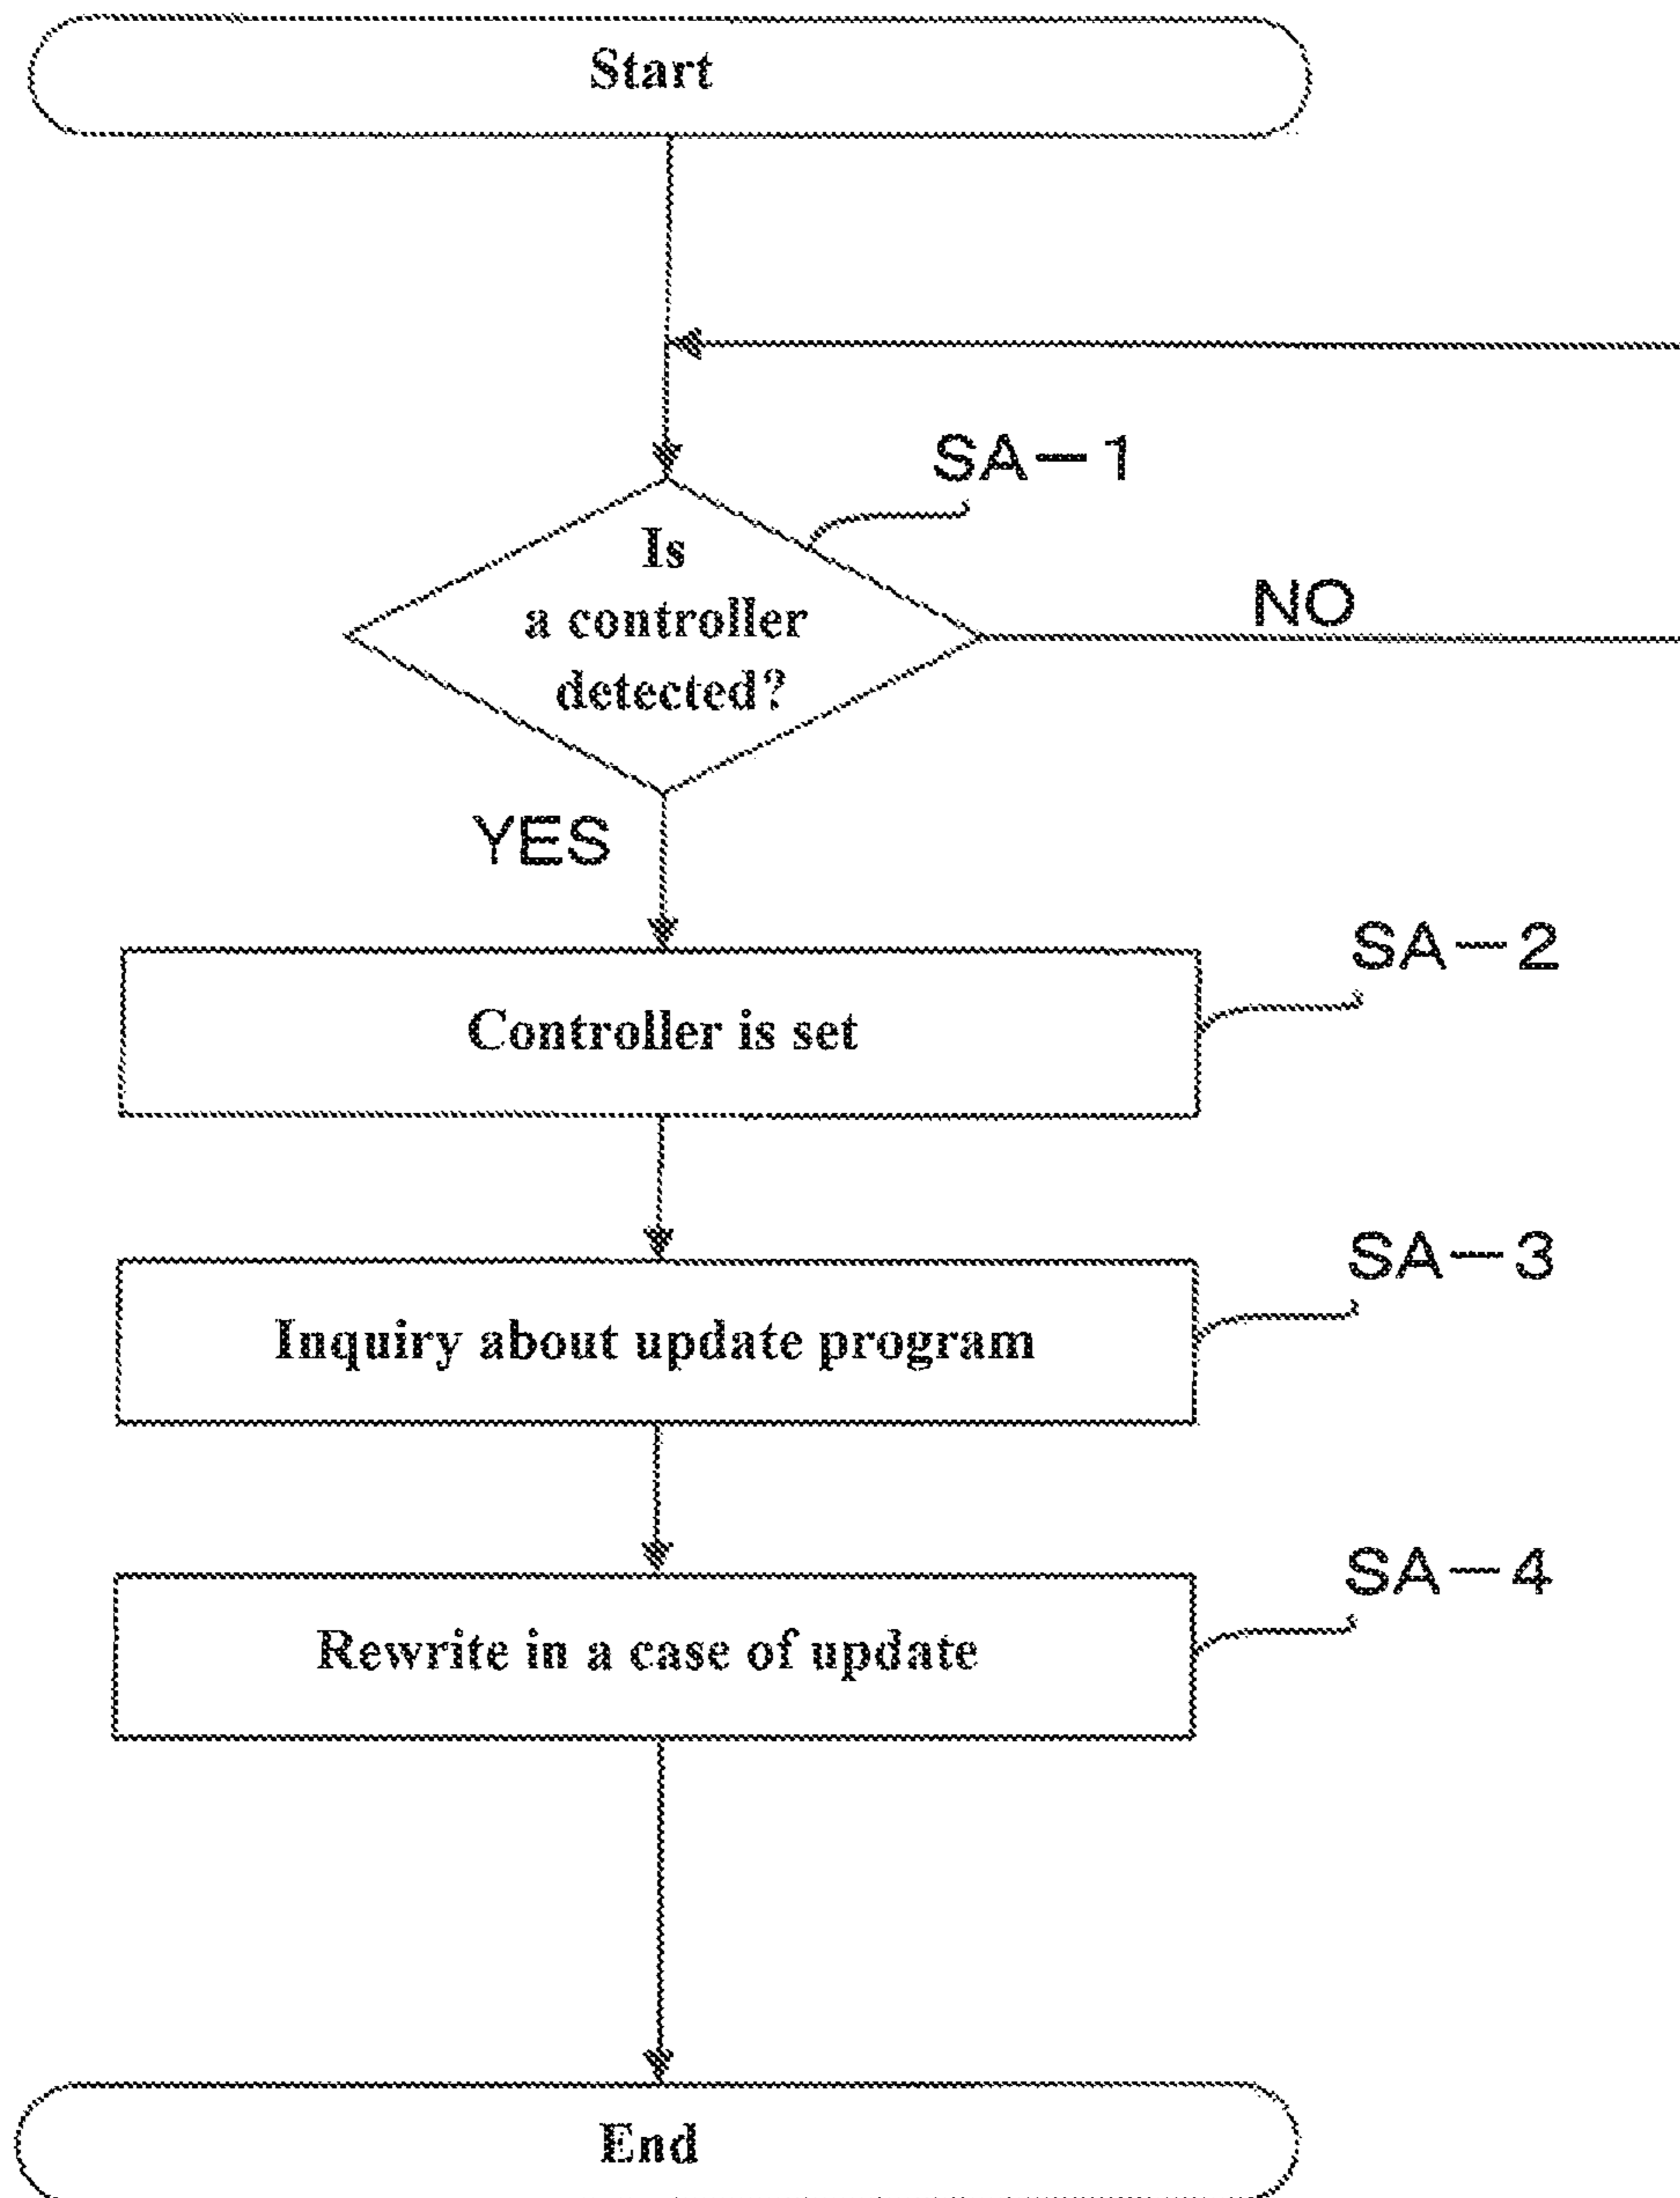 Start
SA-1
Is
a controller
detected?
NO
YES
SA-2
Controller is set
SA-3
Inquiry about update program
SA-4
Rewrite in a case of update
End